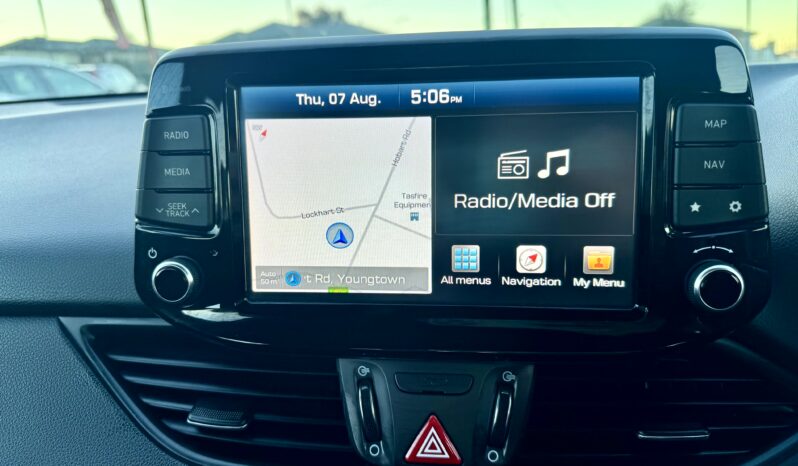 Thu, 07 Aug. 5:06PM
RADIO
MEDIA
SEEK
TRACK
MAP
NAV
Hobart Rd
Lockhart St
Tasfire
Equipment
Radio/Media Off
Auto
50 m
t Rd, Youngtown
All menus
Navigation
My Menu